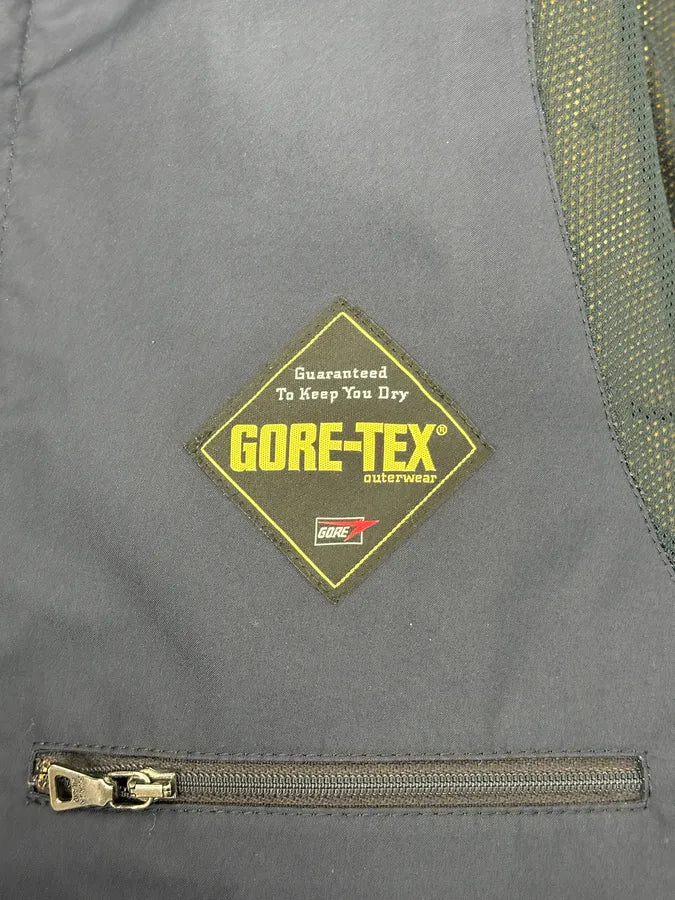 Guaranteed
To Keep You Dry
GORE-TEX®
outerwear
GORE